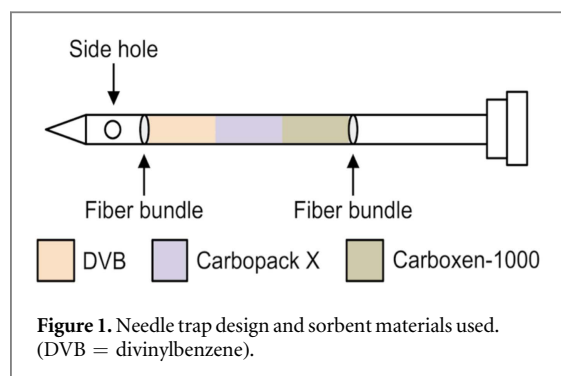 Side hole
Fiber bundle Fiber bundle
DVB Carbopack X Carboxen-1000
Figure 1. Needle trap design and sorbent materials used.
(DVB = divinylbenzene).